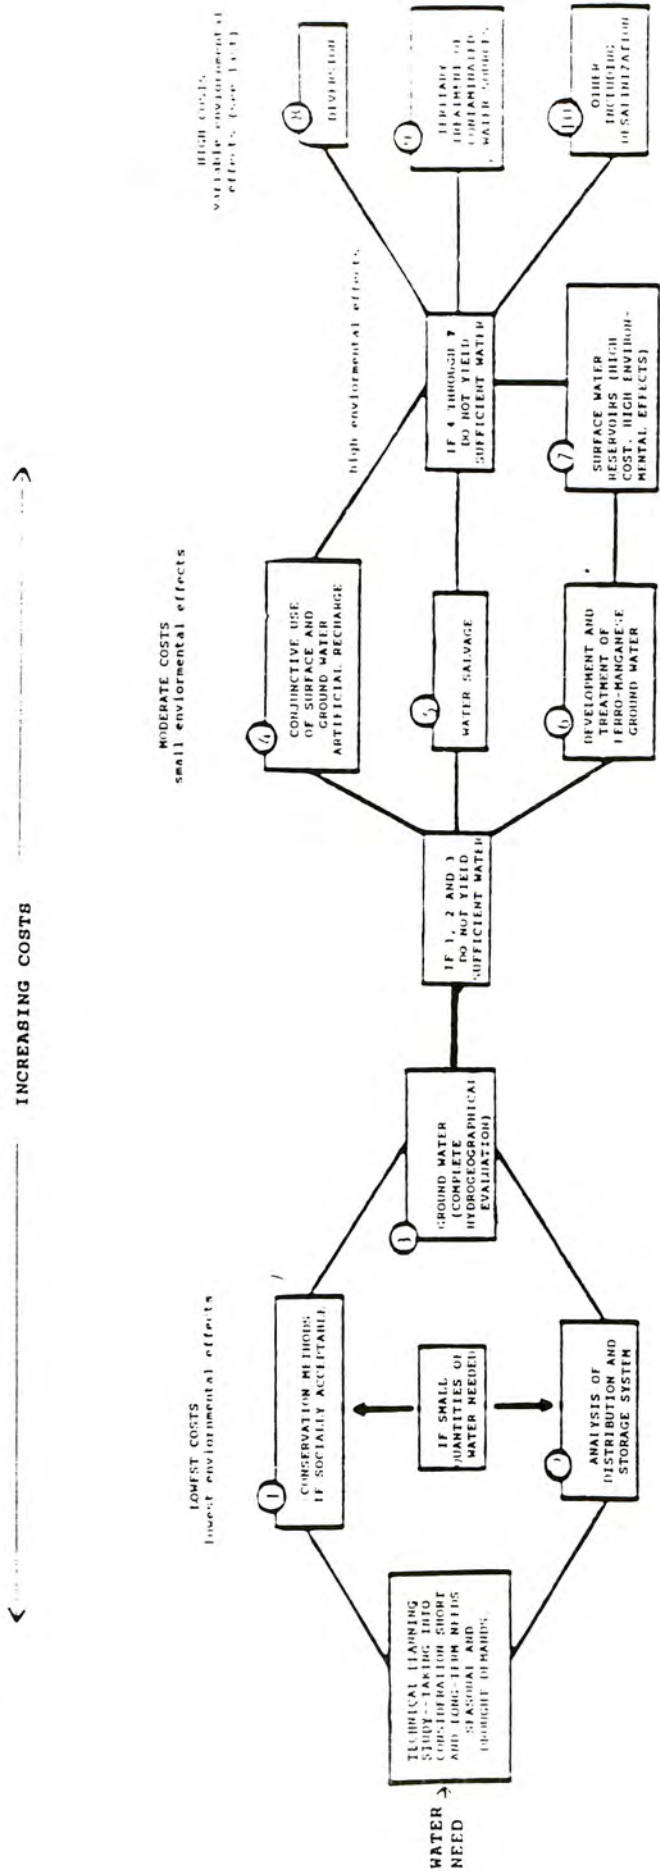 INCREASING COSTS
LOWEST COSTS
lowest enviornmental effects
MODERATE COSTS
small enviormental effects
HIGH COSTS
variable enviornmental
effects (see last)
high enviormental effects
WATER
NEED
TECHNICAL PLANNING
STUDY--TAKING INTO
CONSIDERATION SHORT
AND LONG-TERM NEEDS
SEASONAL AND
DROUGHT DEMANDS.
1
CONSERVATION METHODS
IF SOCIALLY ACCEPTABLE
IF SMALL
QUANTITIES OF
WATER NEEDED
2
ANALYSIS OF
DISTRIBUTION AND
STORAGE SYSTEM
3
GROUND WATER
(COMPLETE
HYDROGEOGRAPHICAL
EVALUATION)
IF 1, 2 AND 3
DO NOT YIELD
SUFFICIENT WATER
4
CONJUNCTIVE USE
OF SURFACE AND
GROUND WATER
ARTIFICIAL RECHARGE
5
WATER SALVAGE
6
DEVELOPMENT AND
TREATMENT OF
FERRO-MANGANESE
GROUND WATER
IF 4 THROUGH 7
DO NOT YIELD
SUFFICIENT WATER
7
SURFACE WATER
RESERVOIRS (HIGH
COST, HIGH ENVIRON-
MENTAL EFFECTS)
8
DIVERSION
9
TERTIARY
TREATMENT OF
CONTAMINATED
WATER SOURCES
10
OTHER
INCLUDING
DESALINIZATION